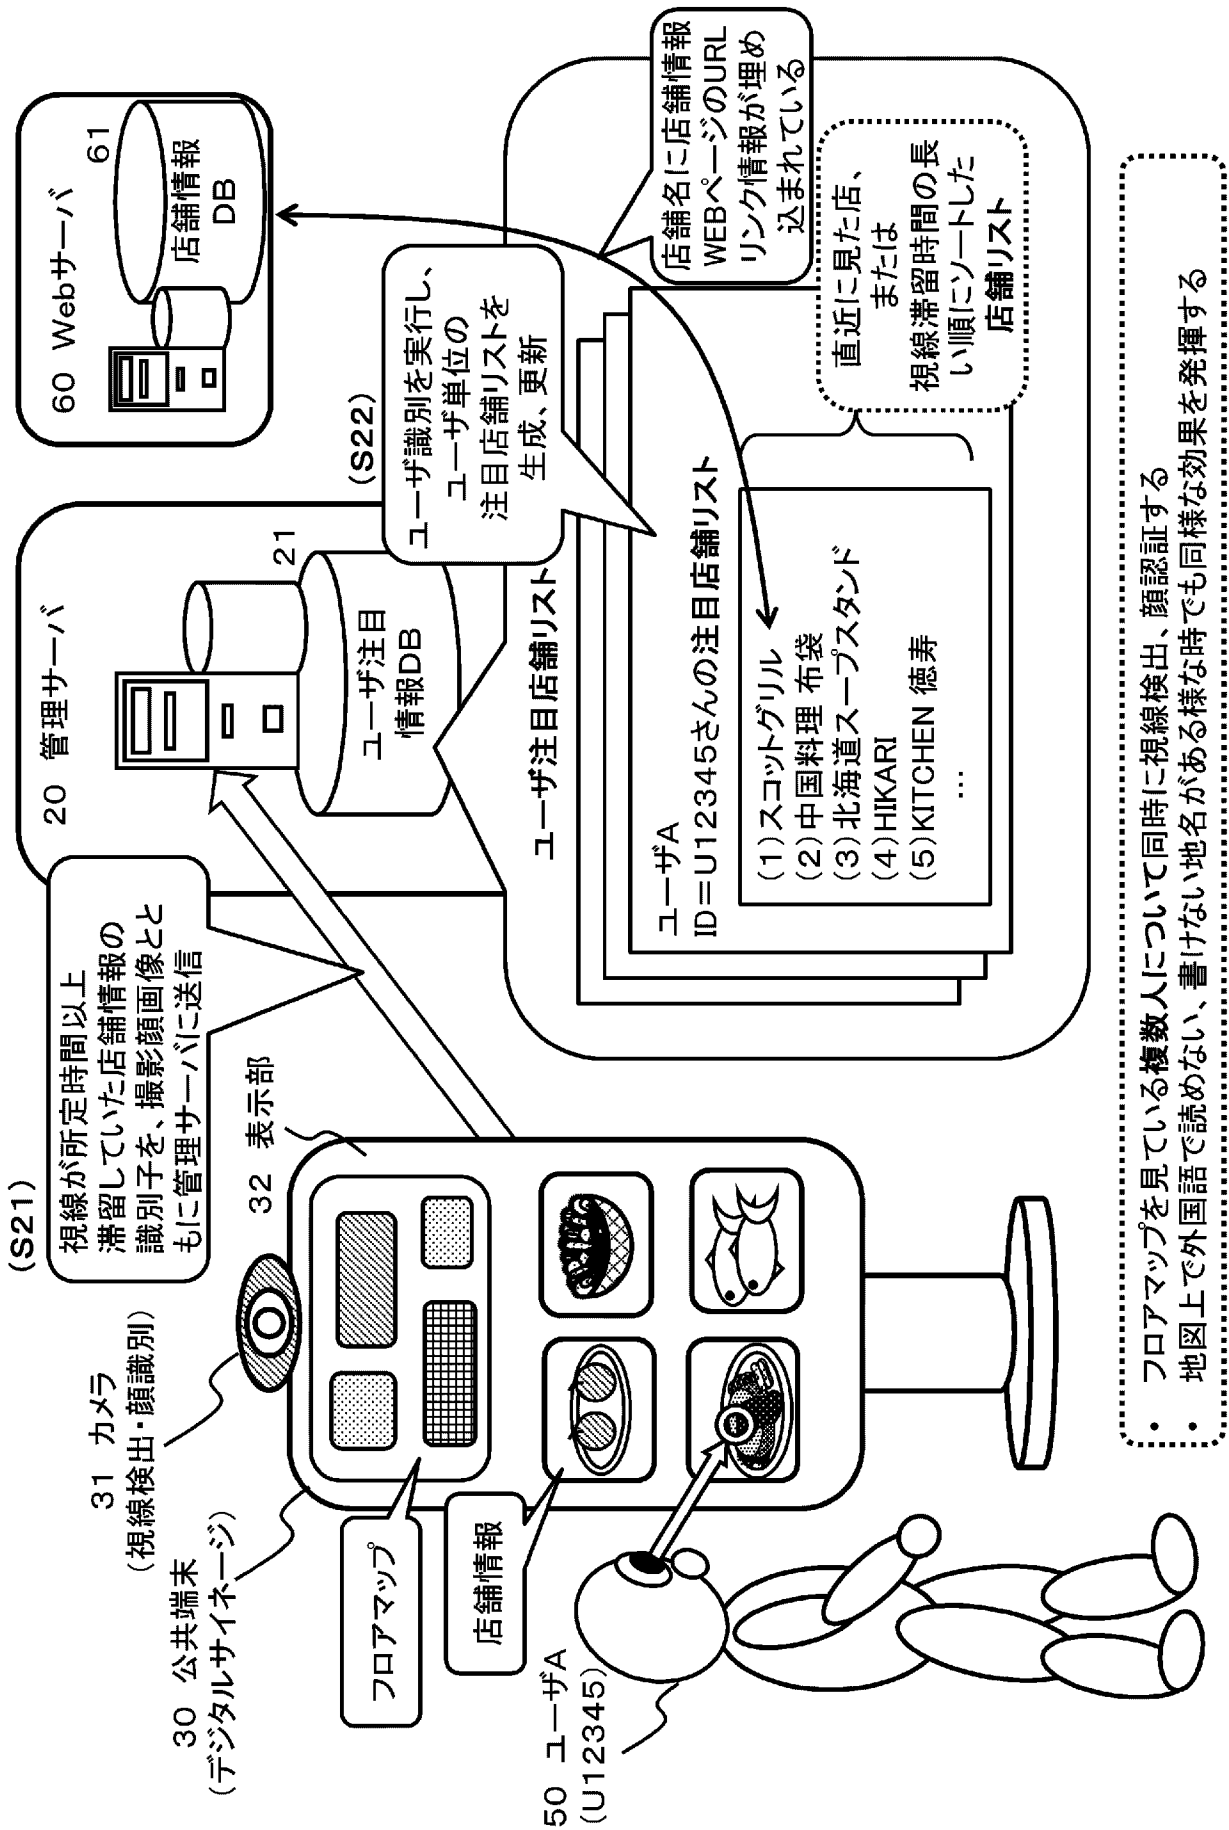 (S21)
視線が所定時間以上
滞留していた店舗情報の
識別子を、撮影顔画像とと
もに管理サーバに送信
20 管理サーバ
ユーザ注目
情報DB
21
60 Webサーバ
61
店舗情報
DB
(S22)
ユーザ識別を実行し、
ユーザ単位の
注目店舗リストを
生成、更新
店舗名に店舗情報
WEBページのURL
リンク情報が埋め
込まれている
30 公共端末
(デジタルサイネージ)
31 カメラ
(視線検出・顔識別)
32 表示部
フロアマップ
店舗情報
50 ユーザA
(U12345)
ユーザ注目店舗リスト
ユーザA
ID=U12345さんの注目店舗リスト
(1)スコットグリル
(2)中国料理 布袋
(3)北海道スープスタンド
(4)HIKARI
(5)KITCHEN 徳寿
…
直近に見た店、
または
視線滞留時間の長
い順にソートした
店舗リスト
・ フロアマップを見ている複数人について同時に視線検出、顔認証する
・ 地図上で外国語で読めない、書けない地名がある様な時でも同様な効果を発揮する